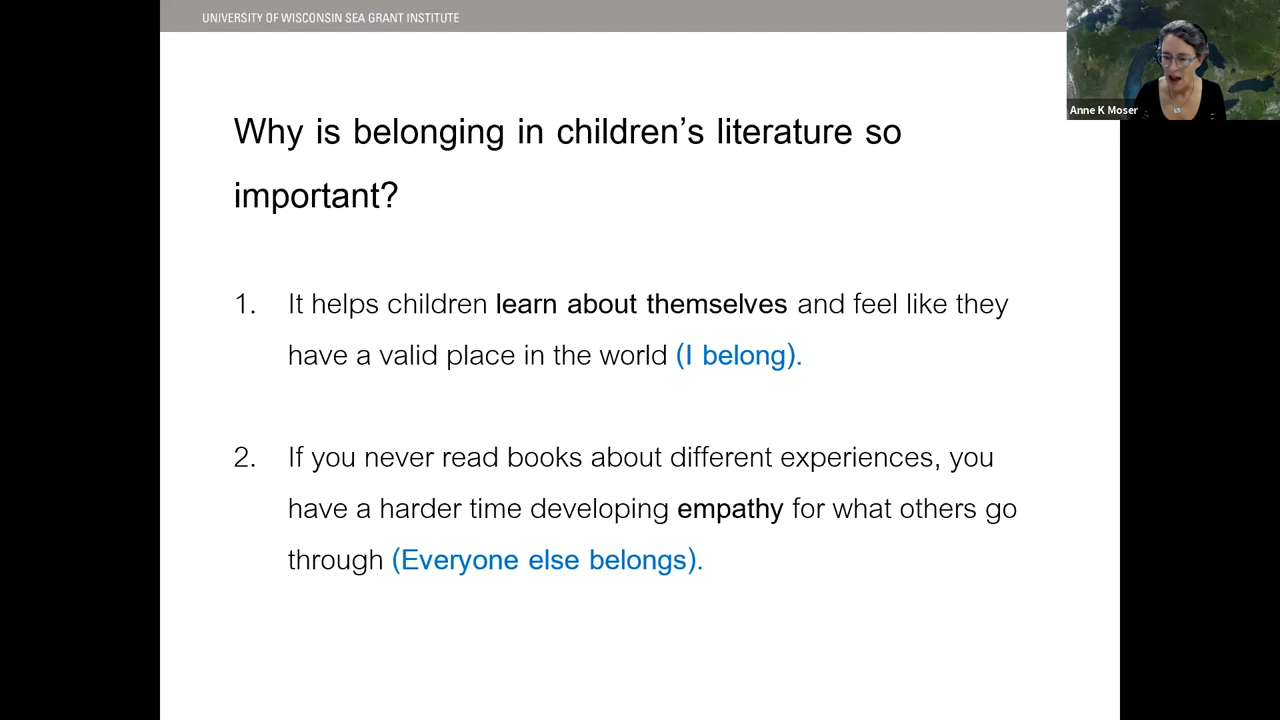 UNIVERSITY OF WISCONSIN SEA GRANT INSTITUTE
Anne K Moser
Why is belonging in children’s literature so
important?
1. It helps children learn about themselves and feel like they
have a valid place in the world (I belong).
2. If you never read books about different experiences, you
have a harder time developing empathy for what others go
through (Everyone else belongs).